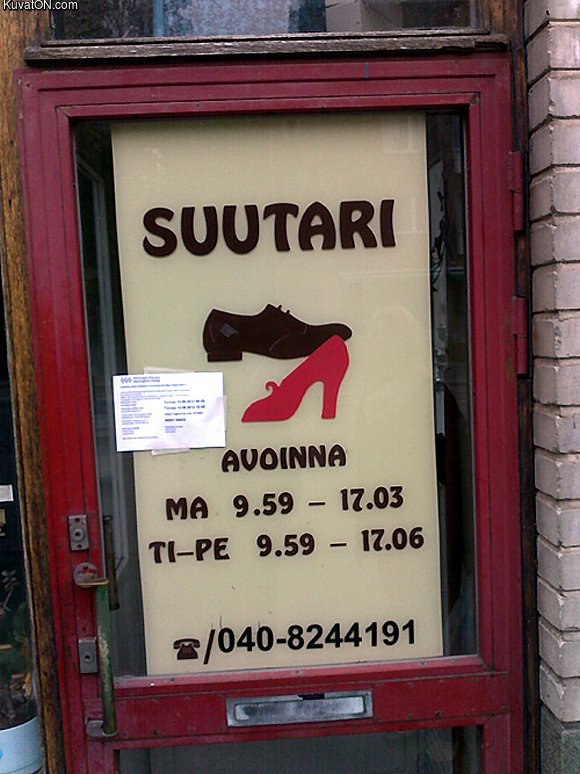 KuvatON.com
SUUTARI
AVOINNA
MA 9.59 – 17.03
TI–PE 9.59 – 17.06
☎/040-8244191